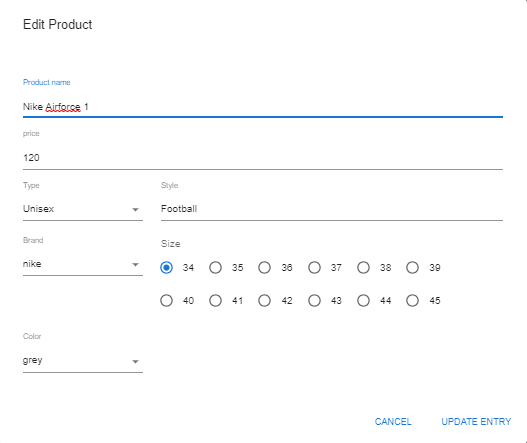 Edit Product
Product name
Nike Airforce 1
price
120
Type Style
Unisex Football
Brand Size
nike 34 35 36 37 38 39
40 41 42 43 44 45
Color
grey
CANCEL UPDATE ENTRY